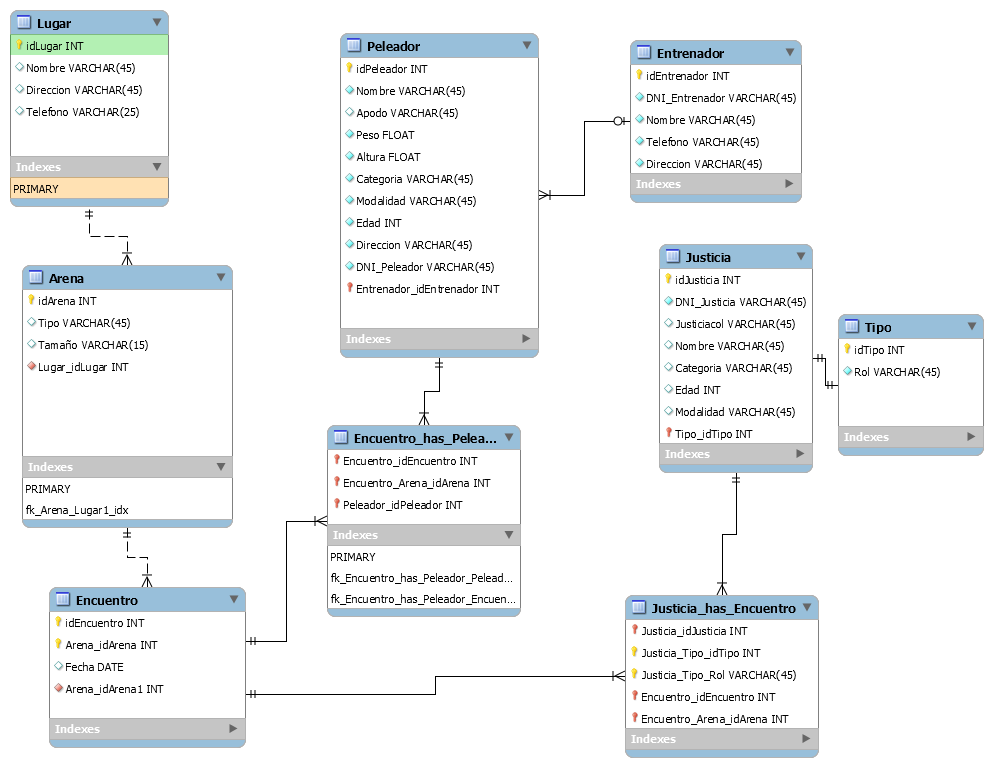 Lugar
idLugar INT
Nombre VARCHAR(45)
Direccion VARCHAR(45)
Telefono VARCHAR(25)
Indexes
PRIMARY
Arena
idArena INT
Tipo VARCHAR(45)
Tamaño VARCHAR(15)
Lugar_idLugar INT
Indexes
PRIMARY
fk_Arena_Lugar1_idx
Encuentro
idEncuentro INT
Arena_idArena INT
Fecha DATE
Arena_idArena1 INT
Indexes
Peleador
idPeleador INT
Nombre VARCHAR(45)
Apodo VARCHAR(45)
Peso FLOAT
Altura FLOAT
Categoria VARCHAR(45)
Modalidad VARCHAR(45)
Edad INT
Direccion VARCHAR(45)
DNI_Peleador VARCHAR(45)
Entrenador_idEntrenador INT
Indexes
Encuentro_has_Pelea...
Encuentro_idEncuentro INT
Encuentro_Arena_idArena INT
Peleador_idPeleador INT
Indexes
PRIMARY
fk_Encuentro_has_Peleador_Pelead...
fk_Encuentro_has_Peleador_Encuen...
Entrenador
idEntrenador INT
DNI_Entrenador VARCHAR(45)
Nombre VARCHAR(45)
Telefono VARCHAR(45)
Direccion VARCHAR(45)
Indexes
Justicia
idJusticia INT
DNI_Justicia VARCHAR(45)
Justiciacol VARCHAR(45)
Nombre VARCHAR(45)
Categoria VARCHAR(45)
Edad INT
Modalidad VARCHAR(45)
Tipo_idTipo INT
Indexes
Tipo
idTipo INT
Rol VARCHAR(45)
Indexes
Justicia_has_Encuentro
Justicia_idJusticia INT
Justicia_Tipo_idTipo INT
Justicia_Tipo_Rol VARCHAR(45)
Encuentro_idEncuentro INT
Encuentro_Arena_idArena INT
Indexes